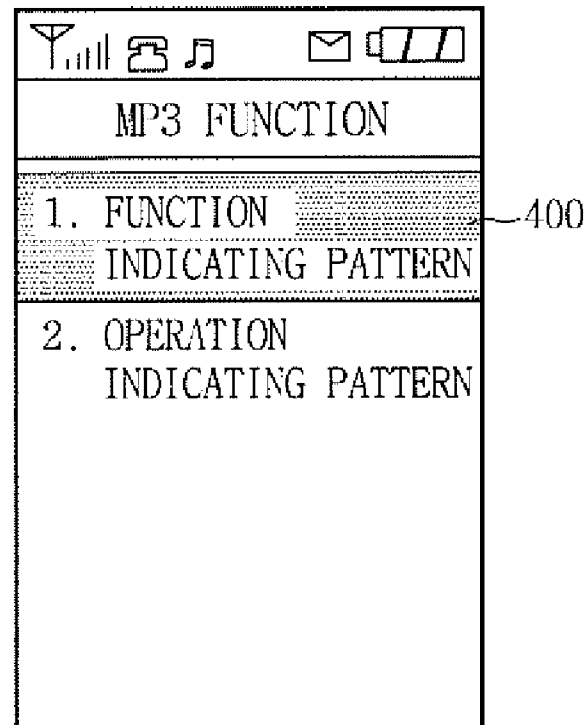 MP3 FUNCTION
1. FUNCTION
INDICATING PATTERN
400
2. OPERATION
INDICATING PATTERN